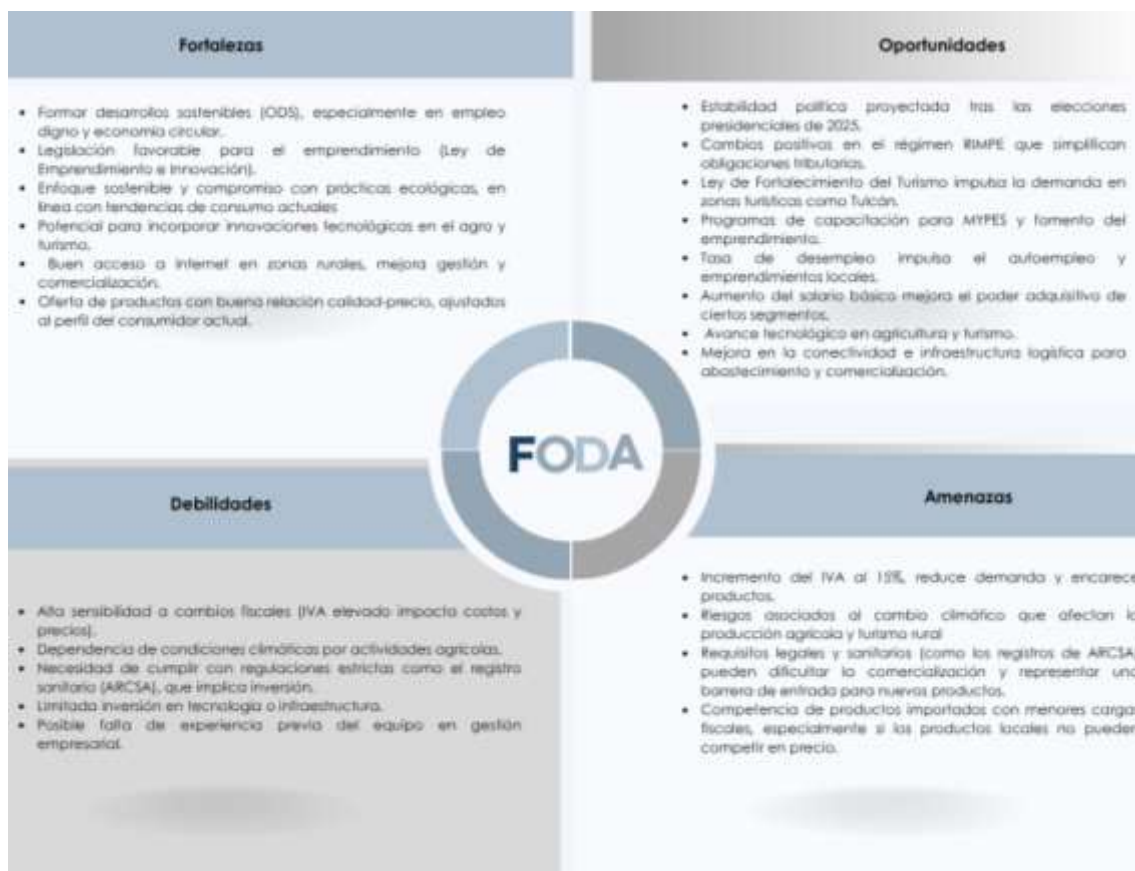 Fortalezas
• Formar desarrollos sostenibles (ODS), especialmente en empleo
digno y economía circular.
• Legislación favorable para el emprendimiento (Ley de
Emprendimiento e Innovación).
• Enfoque sostenible y compromiso con prácticas ecológicas, en
línea con tendencias de consumo actuales
• Potencial para incorporar innovaciones tecnológicas en el agro y
turismo.
• Buen acceso a internet en zonas rurales, mejora gestión y
comercialización.
• Oferta de productos con buena relación calidad-precio, ajustados
al perfil del consumidor actual.
Oportunidades
• Estabilidad política proyectada tras las elecciones
presidenciales de 2025.
• Cambios positivos en el régimen RIMPE que simplifican
obligaciones tributarias.
• Ley de Fortalecimiento del Turismo impulsa la demanda en
zonas turísticas como Tulcán.
• Programas de capacitación para MYPES y fomento del
emprendimiento.
• Tasa de desempleo impulsa el autoempleo y
emprendimientos locales.
• Aumento del salario básico mejora el poder adquisitivo de
ciertos segmentos.
• Avance tecnológico en agricultura y turismo.
• Mejora en la conectividad e infraestructura logística para
abastecimiento y comercialización.
FODA
Debilidades
• Alta sensibilidad a cambios fiscales (IVA elevado impacta costos y
precios).
• Dependencia de condiciones climáticas por actividades agrícolas.
• Necesidad de cumplir con regulaciones estrictas como el registro
sanitario (ARCSA), que implica inversión.
• Limitada inversión en tecnología o infraestructura.
• Posible falta de experiencia previa del equipo en gestión
empresarial.
Amenazas
• Incremento del IVA al 15%, reduce demanda y encarece
productos.
• Riesgos asociados al cambio climático que afectan la
producción agrícola y turismo rural
• Requisitos legales y sanitarios (como los registros de ARCSA)
pueden dificultar la comercialización y representar una
barrera de entrada para nuevos productos.
• Competencia de productos importados con menores cargas
fiscales, especialmente si los productos locales no pueden
competir en precio.